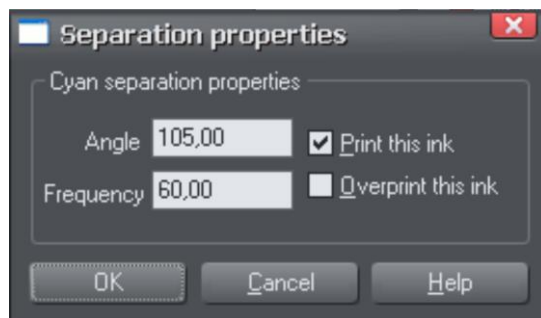 Separation properties
Cyan separation properties
Angle 105,00 Print this ink
Frequency 60,00 Overprint this ink
OK Cancel Help